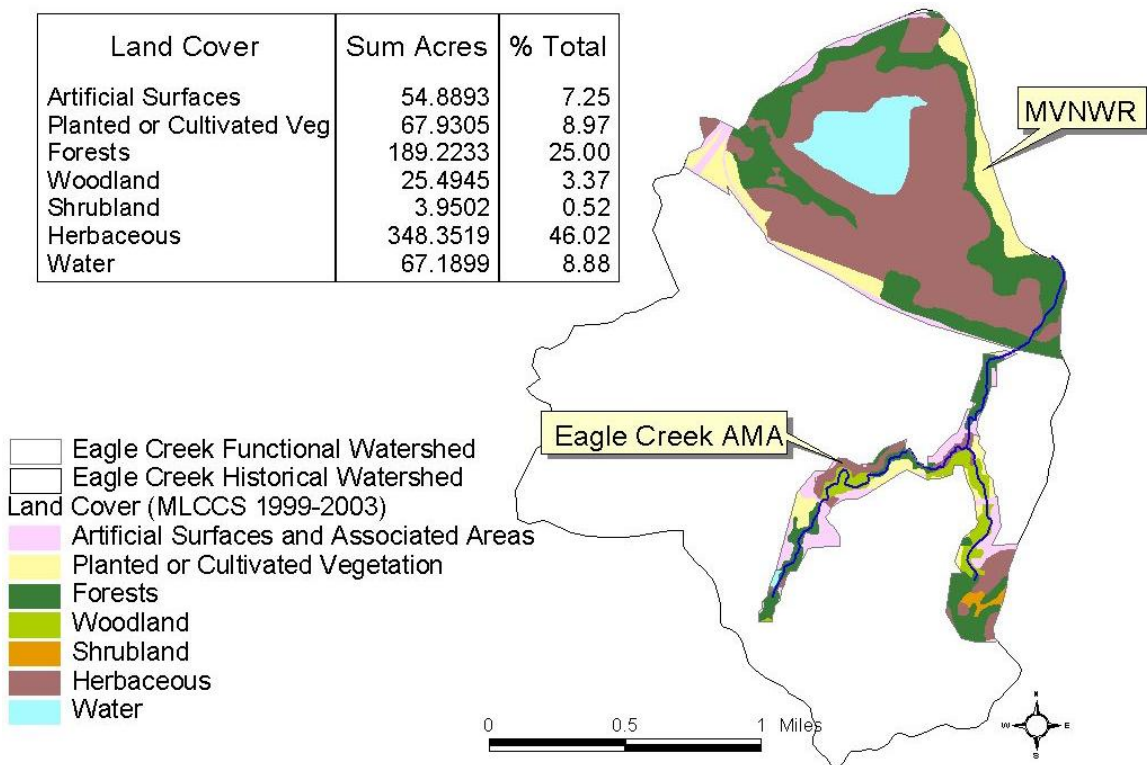 Land Cover Sum Acres % Total
Artificial Surfaces 54.8893 7.25
Planted or Cultivated Veg 67.9305 8.97
Forests 189.2233 25.00
Woodland 25.4945 3.37
Shrubland 3.9502 0.52
Herbaceous 348.3519 46.02
Water 67.1899 8.88
MVNWR
Eagle Creek AMA
Eagle Creek Functional Watershed
Eagle Creek Historical Watershed
Land Cover (MLCCS 1999-2003)
Artificial Surfaces and Associated Areas
Planted or Cultivated Vegetation
Forests
Woodland
Shrubland
Herbaceous
Water
0 0.5 1 Miles
N
W E
S